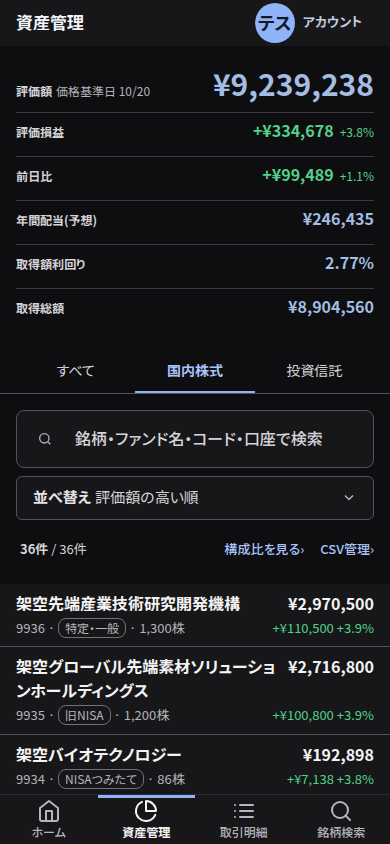 資産管理
テス アカウント
評価額 価格基準日 10/20 ¥9,239,238
評価損益 +¥334,678 +3.8%
前日比 +¥99,489 +1.1%
年間配当(予想) ¥246,435
取得額利回り 2.77%
取得総額 ¥8,904,560
すべて 国内株式 投資信託
銘柄・ファンド名・コード・口座で検索
並べ替え 評価額の高い順
36件 / 36件 構成比を見る› CSV管理›
架空先端産業技術研究開発機構 ¥2,970,500
9936 · 特定・一般 · 1,300株 +¥110,500 +3.9%
架空グローバル先端素材ソリューショ ¥2,716,800
ンホールディングス
9935 · 旧NISA · 1,200株 +¥100,800 +3.9%
架空バイオテクノロジー ¥192,898
9934 · NISAつみたて · 86株 +¥7,138 +3.8%
ホーム 資産管理 取引明細 銘柄検索